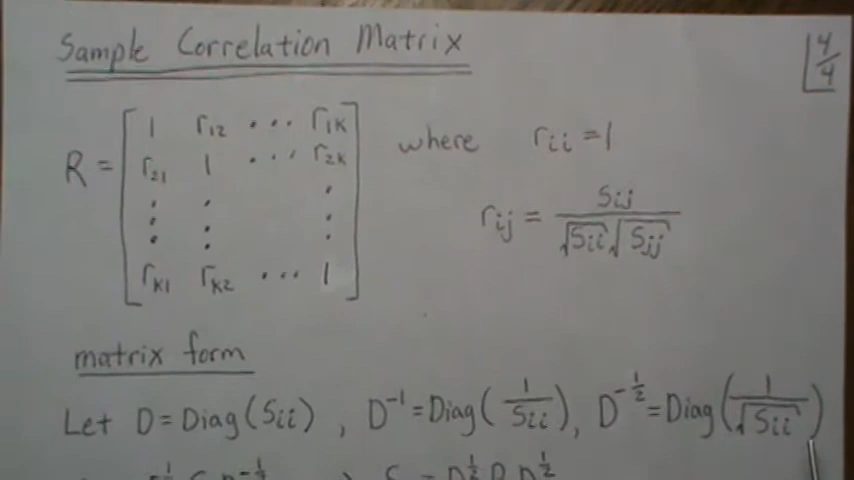 Sample Correlation Matrix
4/4
R = [ 1 r₁₂ ··· r₁ₖ
r₂₁ 1 ··· r₂ₖ
⋮ ⋮ ⋮
rₖ₁ rₖ₂ ··· 1 ]
where rᵢᵢ = 1
rᵢⱼ = Sᵢⱼ / (√Sᵢᵢ √Sⱼⱼ)
matrix form
Let D = Diag(Sᵢᵢ), D⁻¹ = Diag(1/Sᵢᵢ), D^(-1/2) = Diag(1/√Sᵢᵢ)